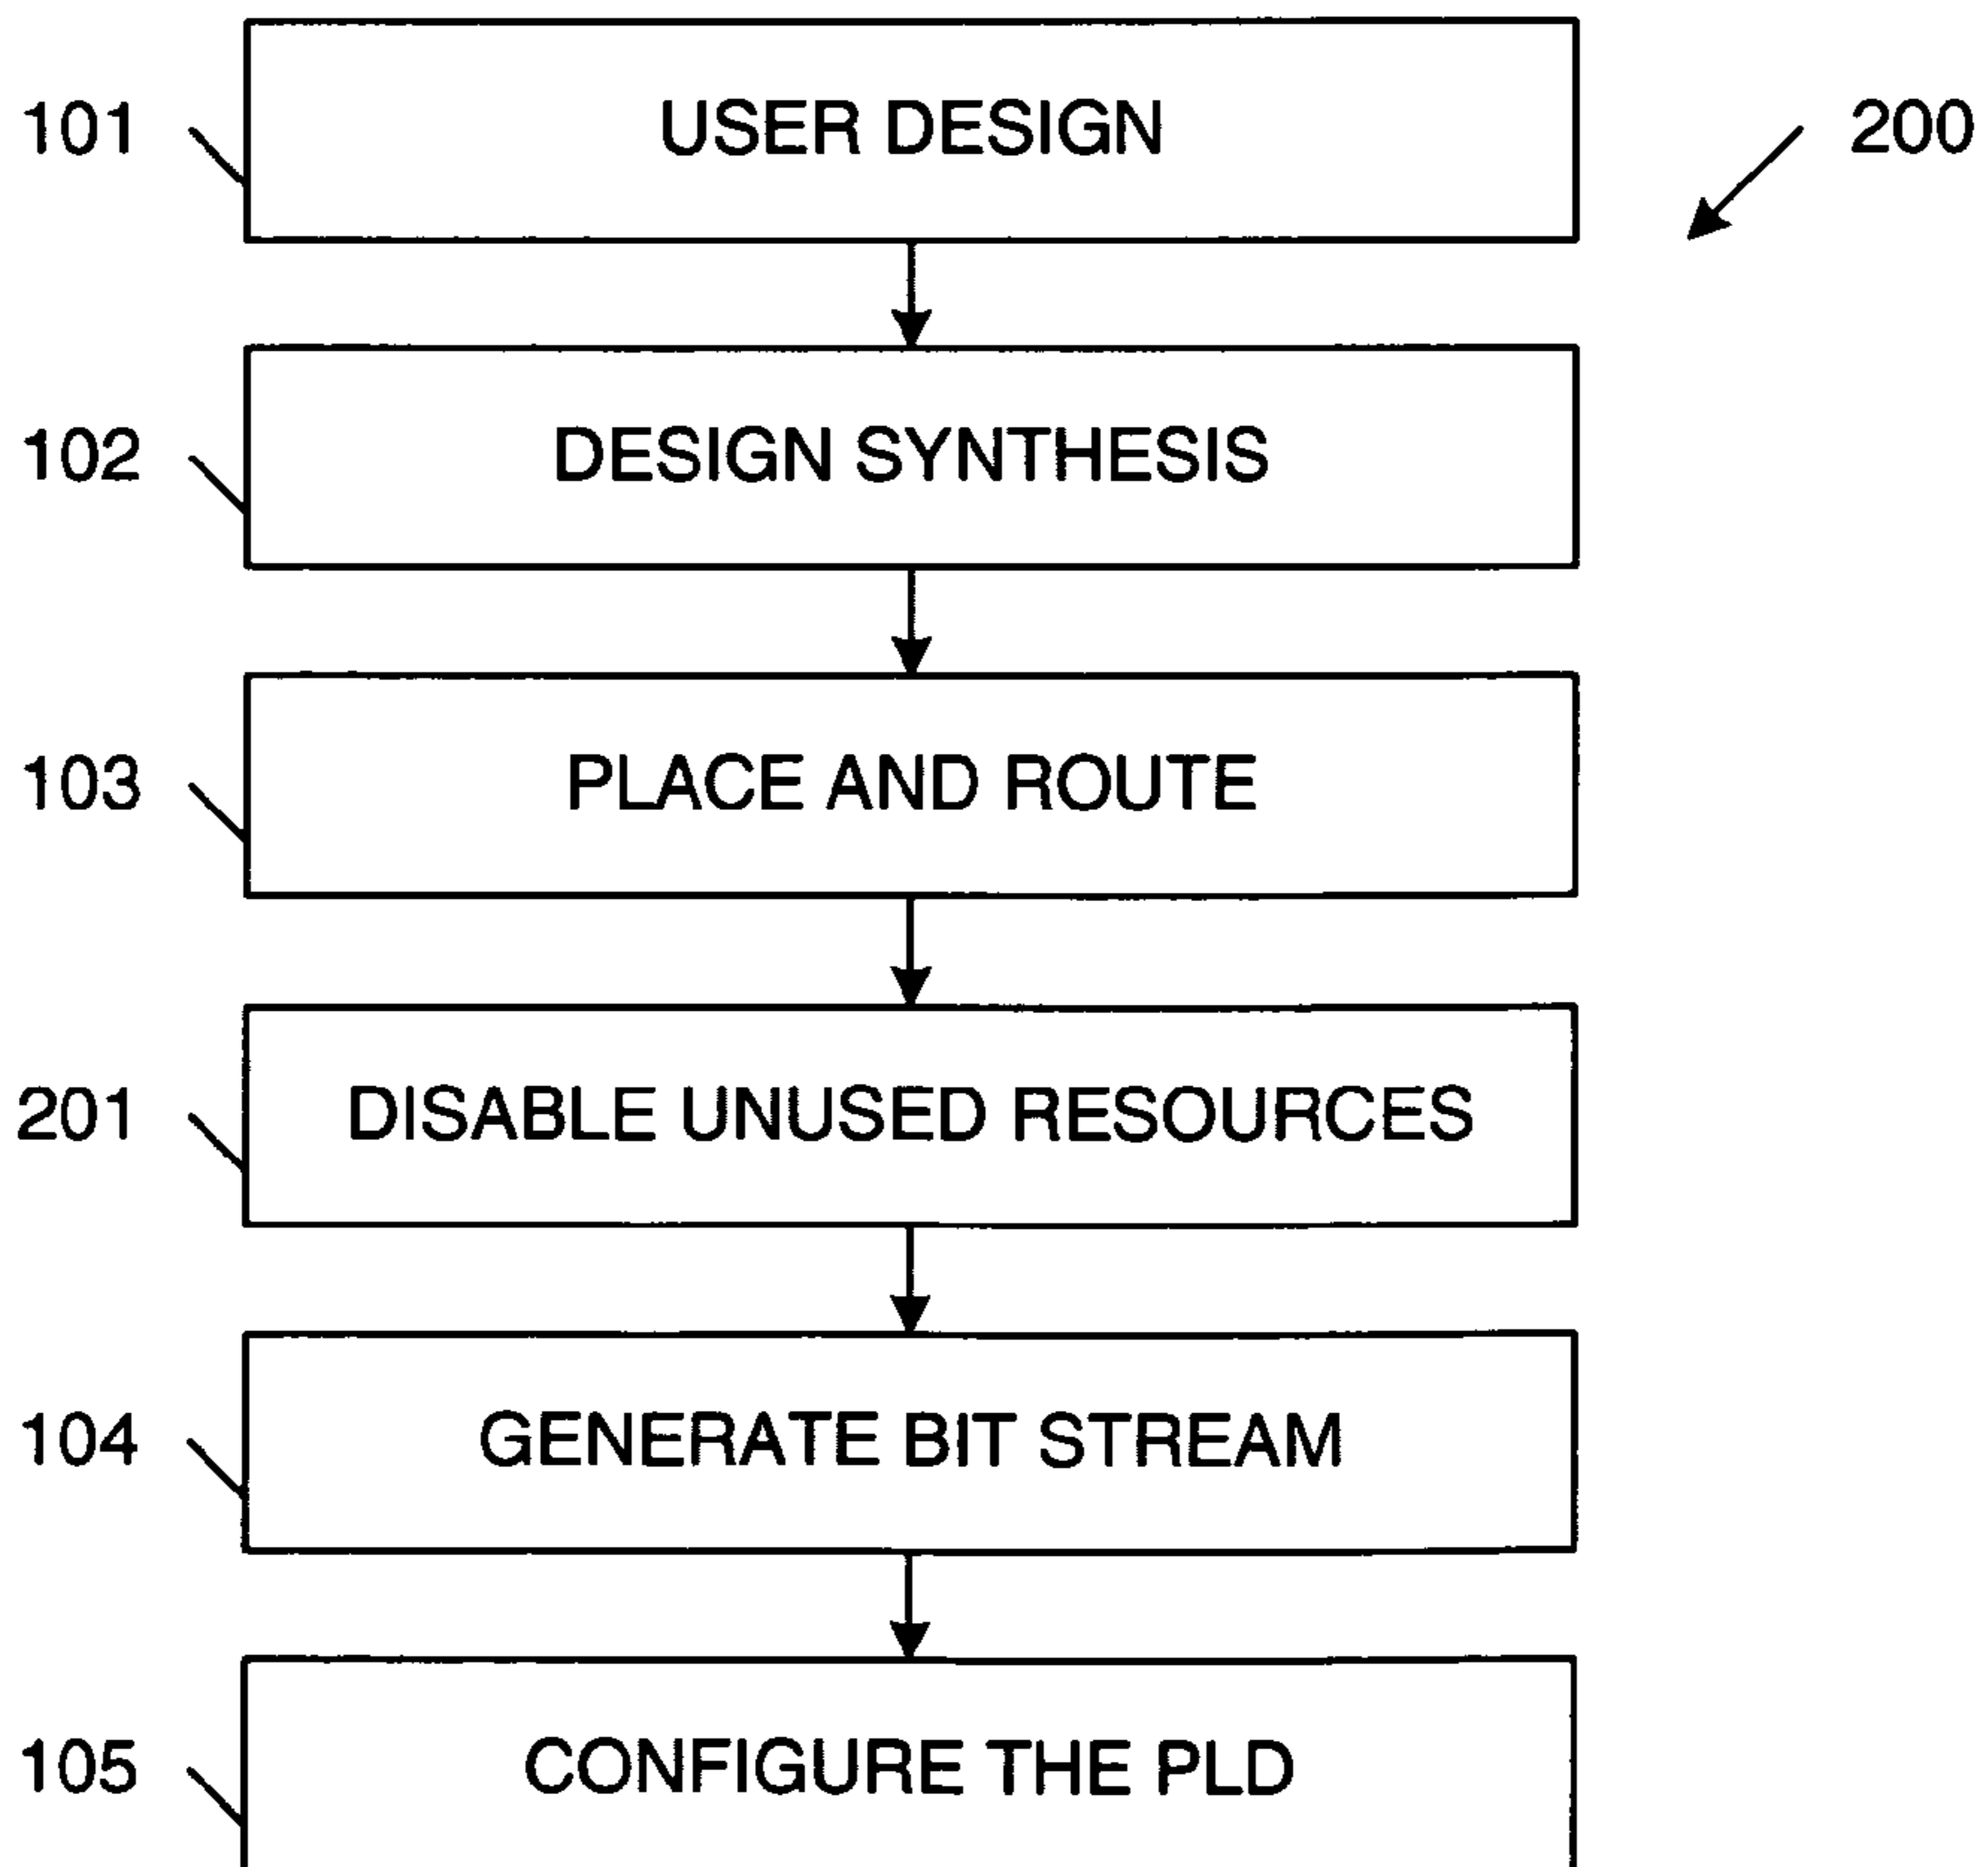 101 USER DESIGN 200
102 DESIGN SYNTHESIS
103 PLACE AND ROUTE
201 DISABLE UNUSED RESOURCES
104 GENERATE BIT STREAM
105 CONFIGURE THE PLD